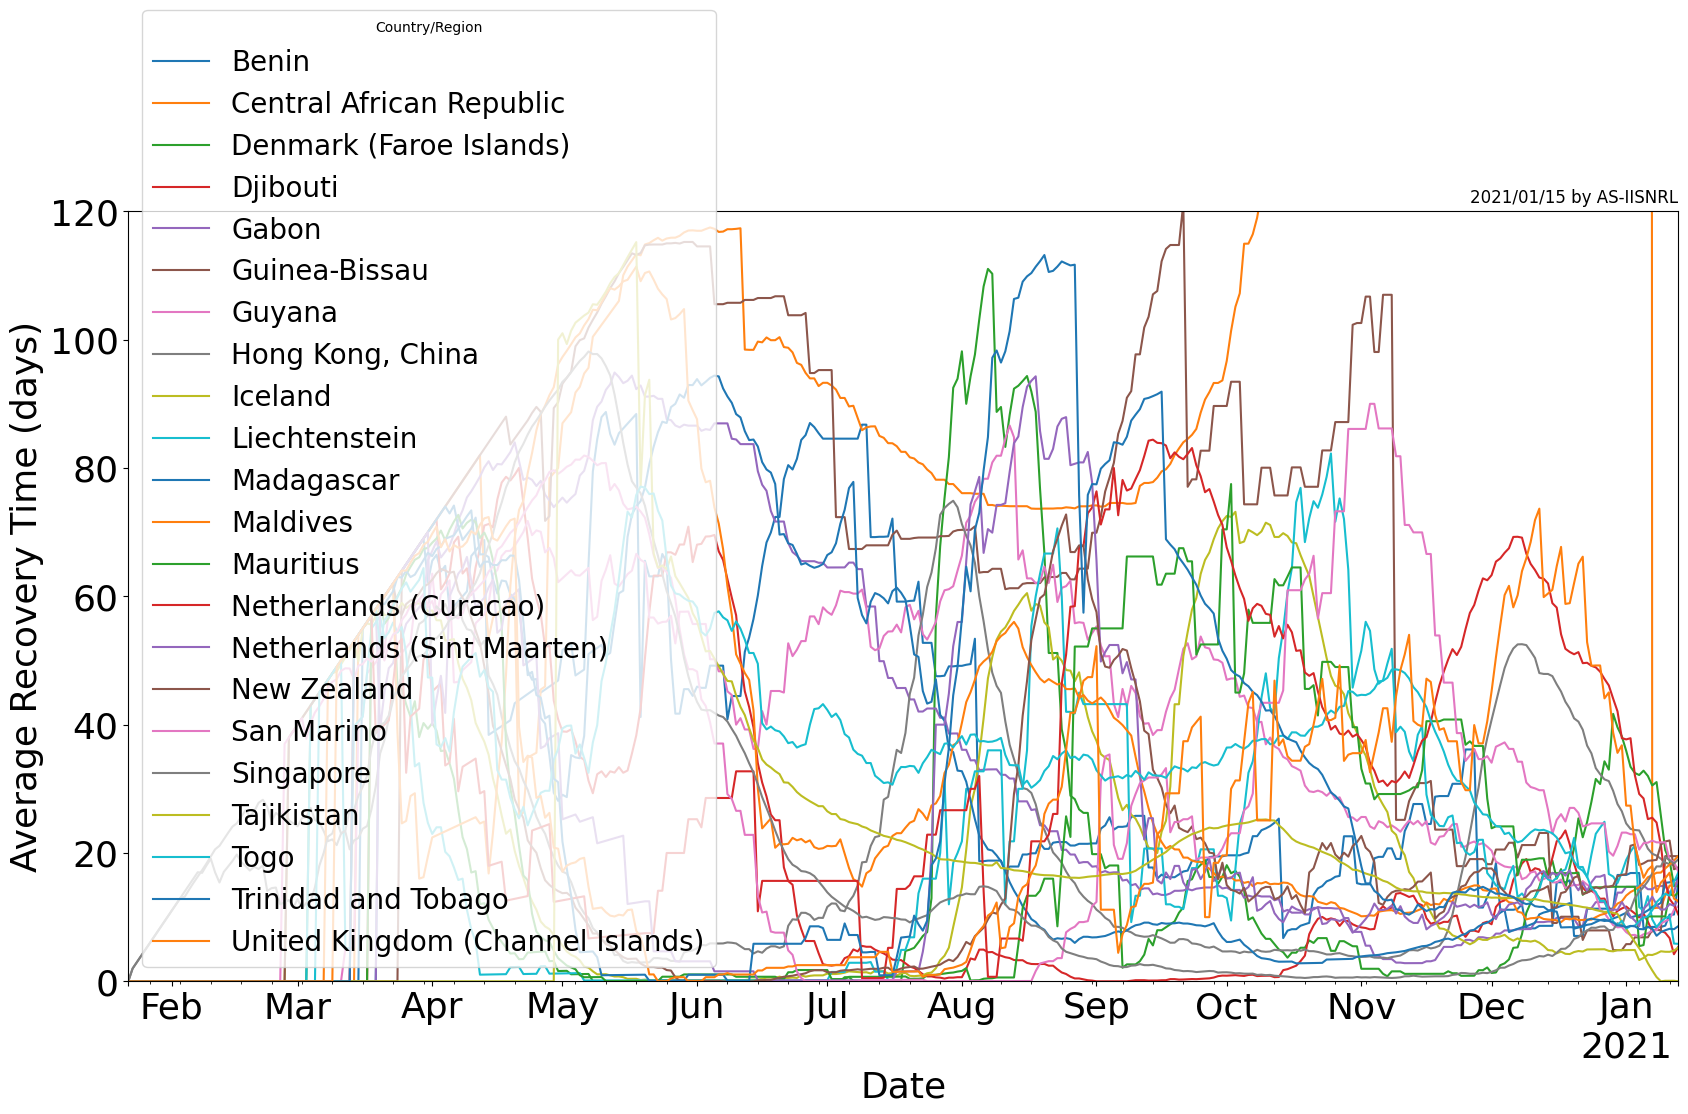 Country/Region
Benin
Central African Republic
Denmark (Faroe Islands)
Djibouti
Gabon
Guinea-Bissau
Guyana
Hong Kong, China
Iceland
Liechtenstein
Madagascar
Maldives
Mauritius
Netherlands (Curacao)
Netherlands (Sint Maarten)
New Zealand
San Marino
Singapore
Tajikistan
Togo
Trinidad and Tobago
United Kingdom (Channel Islands)
2021/01/15 by AS-IISNRL
Average Recovery Time (days)
120
100
80
60
40
20
0
Feb Mar Apr May Jun Jul Aug Sep Oct Nov Dec Jan
2021
Date